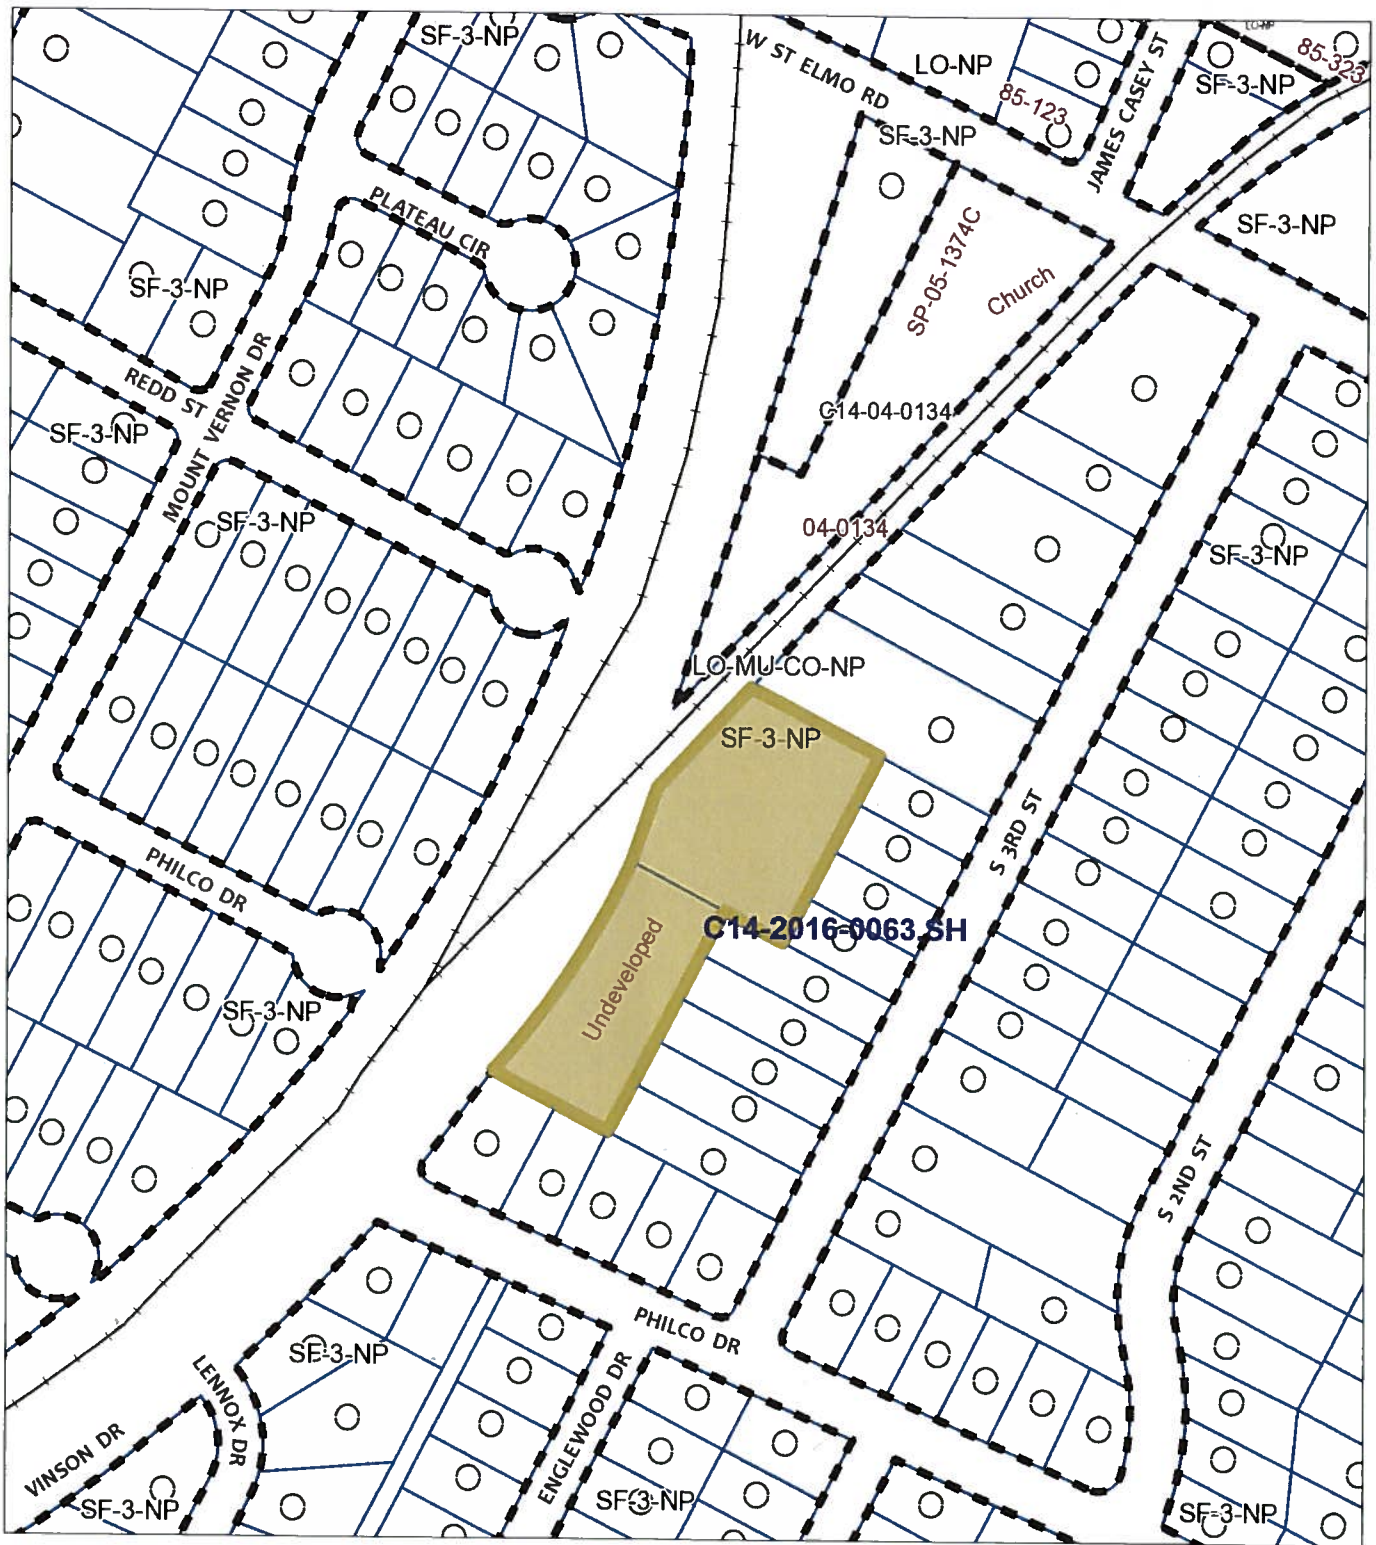 SF-3-NP
W ST ELMO RD
LO-NP
85-123
JAMES CASEY ST
LO-NP
85-323
SF-3-NP
SF-3-NP
PLATEAU CIR
SF-3-NP
SP-05-1374C
Church
SF-3-NP
REDD ST
MOUNT VERNON DR
C14-04-0134
SF-3-NP
SF-3-NP
04-0134
SF-3-NP
LO-MU-CO-NP
SF-3-NP
S 3RD ST
PHILCO DR
C14-2016-0063.SH
Undeveloped
SF-3-NP
S 2ND ST
PHILCO DR
SF-3-NP
LENNOX DR
ENGLEWOOD DR
VINSON DR
SF-3-NP
SF-3-NP
SF-3-NP